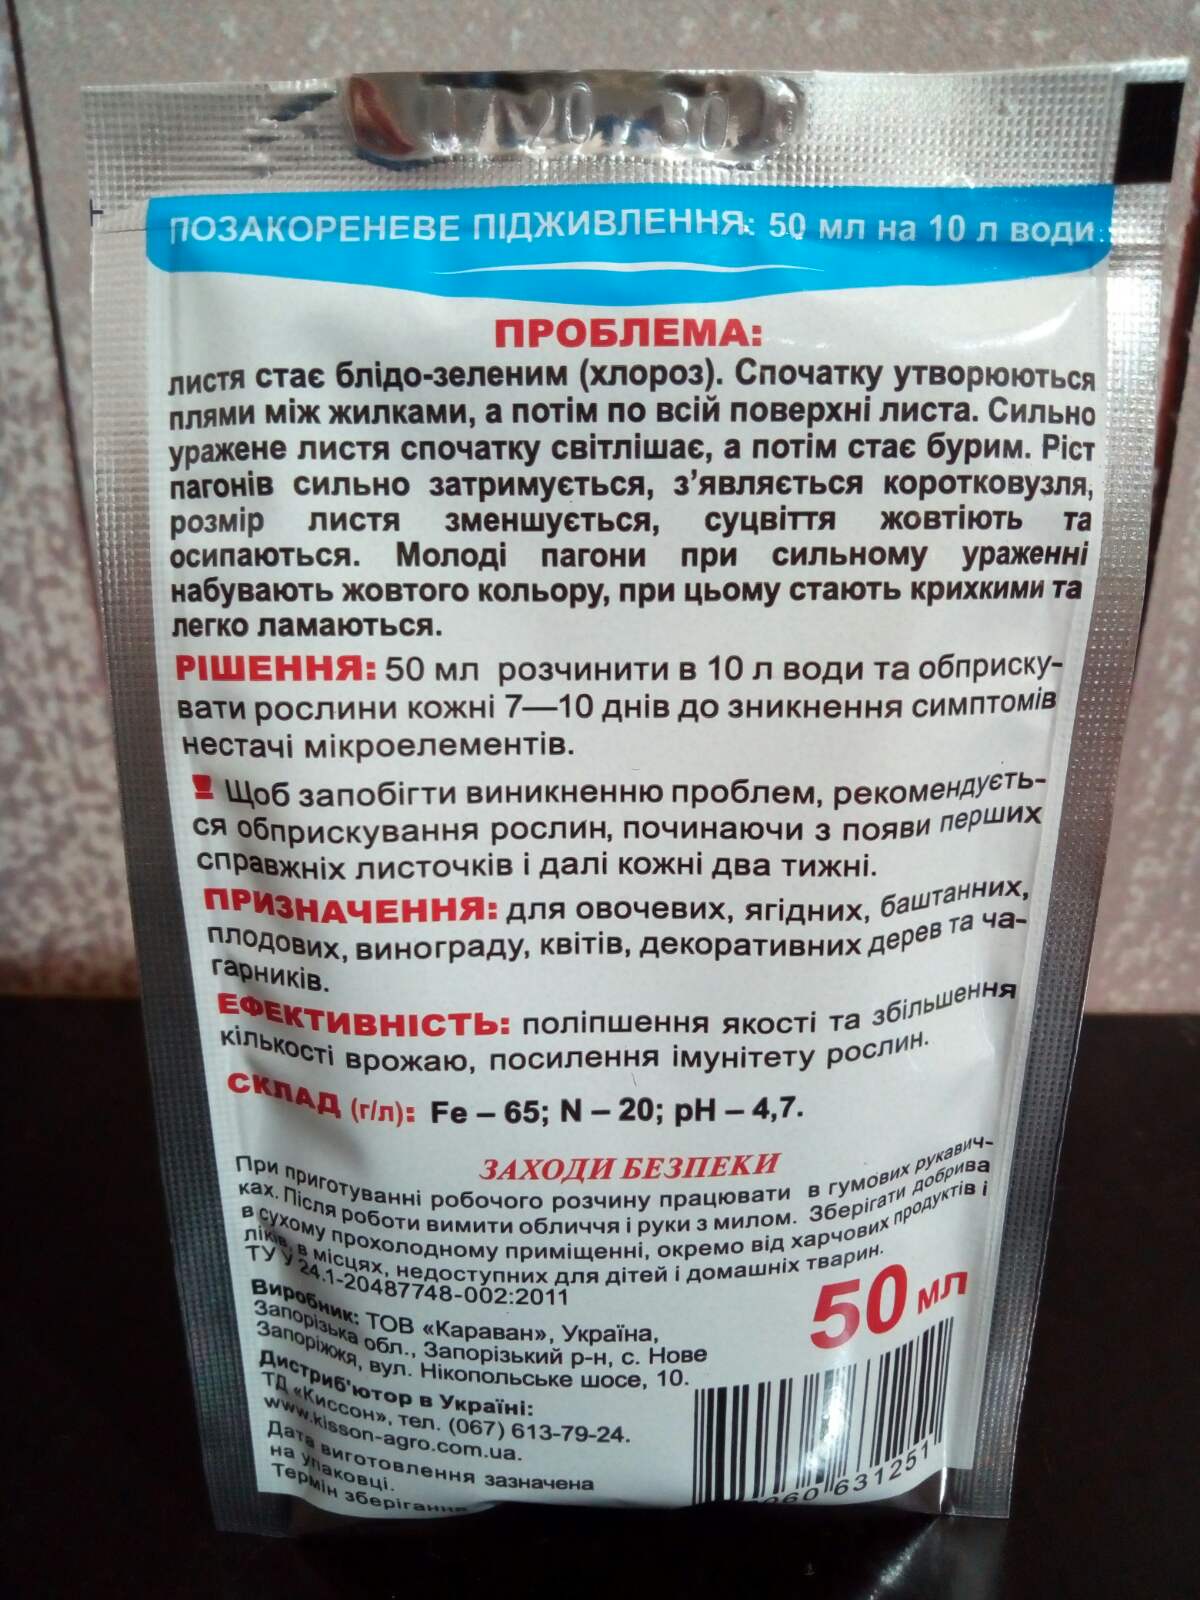 20 30
ПОЗАКОРЕНЕВЕ ПІДЖИВЛЕННЯ: 50 мл на 10 л води
ПРОБЛЕМА:
листя стає блідо-зеленим (хлороз). Спочатку утворюються
плями між жилками, а потім по всій поверхні листа. Сильно
уражене листя спочатку світлішає, а потім стає бурим. Ріст
пагонів сильно затримується, з’являється коротковузля,
розмір листя зменшується, суцвіття жовтіють та
осипаються. Молоді пагони при сильному ураженні
набувають жовтого кольору, при цьому стають крихкими та
легко ламаються.
РІШЕННЯ: 50 мл розчинити в 10 л води та обприску-
вати рослини кожні 7—10 днів до зникнення симптомів
нестачі мікроелементів.
! Щоб запобігти виникненню проблем, рекомендуєть-
ся обприскування рослин, починаючи з появи перших
справжніх листочків і далі кожні два тижні.
ПРИЗНАЧЕННЯ: для овочевих, ягідних, баштанних,
плодових, винограду, квітів, декоративних дерев та ча-
гарників.
ЕФЕКТИВНІСТЬ: поліпшення якості та збільшення
кількості врожаю, посилення імунітету рослин.
СКЛАД (г/л): Fe – 65; N – 20; pH – 4,7.
ЗАХОДИ БЕЗПЕКИ
При приготуванні робочого розчину працювати в гумових рукавич-
ках. Після роботи вимити обличчя і руки з милом. Зберігати добрива
в сухому прохолодному приміщенні, окремо від харчових продуктів і
ліків, в місцях, недоступних для дітей і домашніх тварин.
ТУ У 24.1-20487748-002:2011
Виробник: ТОВ «Караван», Україна,
Запорізька обл., Запорізький р-н, с. Нове
Запоріжжя, вул. Нікопольське шосе, 10.
Дистриб'ютор в Україні:
ТД «Киссон», тел. (067) 613-79-24.
www.kisson-agro.com.ua.
Дата виготовлення зазначена
на упаковці.
Термін зберігання
50 мл
060 631251